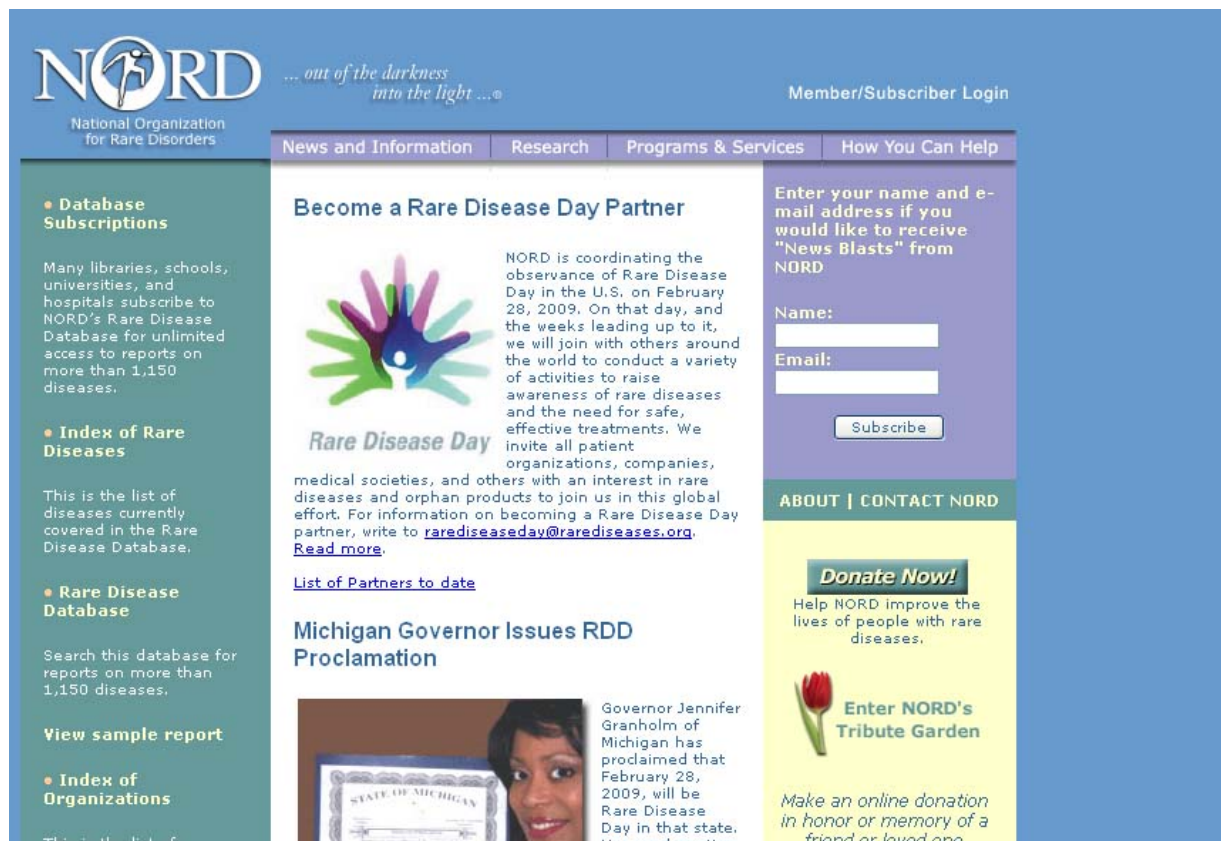 NORD
National Organization
for Rare Disorders
... out of the darkness
into the light ...®
Member/Subscriber Login
News and Information
Research
Programs & Services
How You Can Help
• Database
Subscriptions
Many libraries, schools,
universities, and
hospitals subscribe to
NORD's Rare Disease
Database for unlimited
access to reports on
more than 1,150
diseases.
• Index of Rare
Diseases
This is the list of
diseases currently
covered in the Rare
Disease Database.
• Rare Disease
Database
Search this database for
reports on more than
1,150 diseases.
View sample report
• Index of
Organizations
Become a Rare Disease Day Partner
Rare Disease Day
NORD is coordinating the
observance of Rare Disease
Day in the U.S. on February
28, 2009. On that day, and
the weeks leading up to it,
we will join with others around
the world to conduct a variety
of activities to raise
awareness of rare diseases
and the need for safe,
effective treatments. We
invite all patient
organizations, companies,
medical societies, and others with an interest in rare
diseases and orphan products to join us in this global
effort. For information on becoming a Rare Disease Day
partner, write to rarediseaseday@rarediseases.org.
Read more.
List of Partners to date
Michigan Governor Issues RDD
Proclamation
STATE OF MICHIGAN
Governor Jennifer
Granholm of
Michigan has
proclaimed that
February 28,
2009, will be
Rare Disease
Day in that state.
Enter your name and e-
mail address if you
would like to receive
"News Blasts" from
NORD
Name:
Email:
Subscribe
ABOUT | CONTACT NORD
Donate Now!
Help NORD improve the
lives of people with rare
diseases.
Enter NORD's
Tribute Garden
Make an online donation
in honor or memory of a
friend or loved one